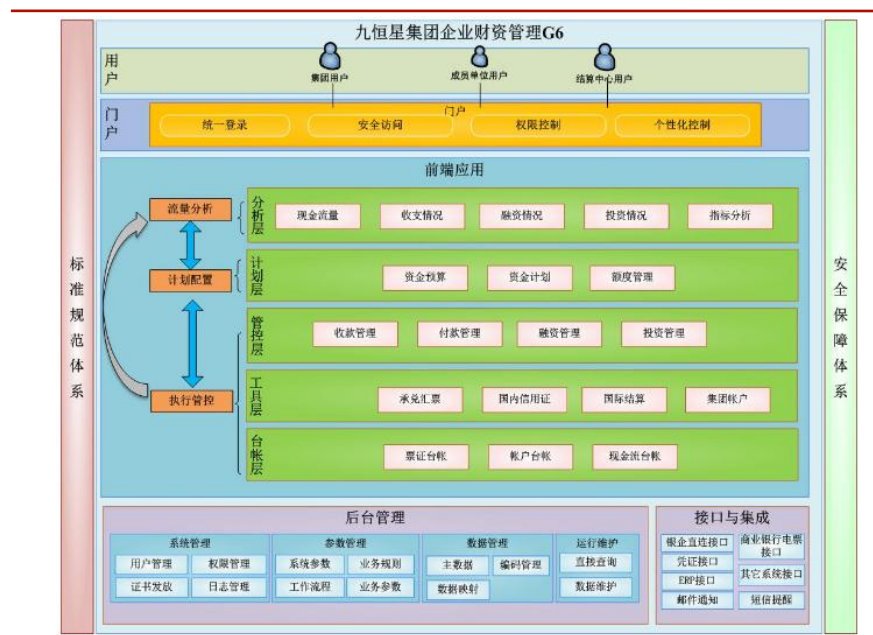 九恒星集团企业财资管理G6
用户
集团用户
成员单位用户
结算中心用户
门户
门户
统一登录
安全访问
权限控制
个性化控制
标准规范体系
安全保障体系
前端应用
流量分析
计划配置
执行管控
分析层
现金流量
收支情况
融资情况
投资情况
指标分析
计划层
资金预算
资金计划
额度管理
管控层
收款管理
付款管理
融资管理
投资管理
工具层
承兑汇票
国内信用证
国际结算
集团帐户
台帐层
票证台帐
帐户台帐
现金流台帐
后台管理
系统管理
用户管理
权限管理
证书发放
日志管理
参数管理
系统参数
业务规则
工作流程
业务参数
数据管理
主数据
编码管理
数据映射
运行维护
直接查询
数据维护
接口与集成
银企直连接口
商业银行电票
接口
凭证接口
ERP接口
其它系统接口
邮件通知
短信提醒